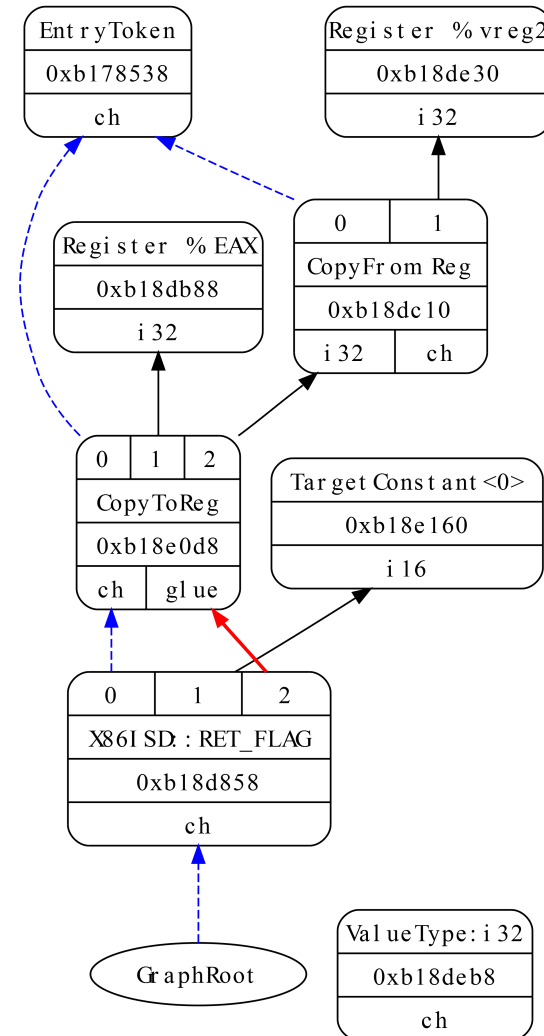 EntryToken
0xb178538
ch
Register %vreg2
0xb18de30
i32
Register %EAX
0xb18db88
i32
0 1
CopyFromReg
0xb18dc10
i32 ch
0 1 2
CopyToReg
0xb18e0d8
ch glue
TargetConstant<0>
0xb18e160
i16
0 1 2
X86ISD::RET_FLAG
0xb18d858
ch
GraphRoot
ValueType:i32
0xb18deb8
ch